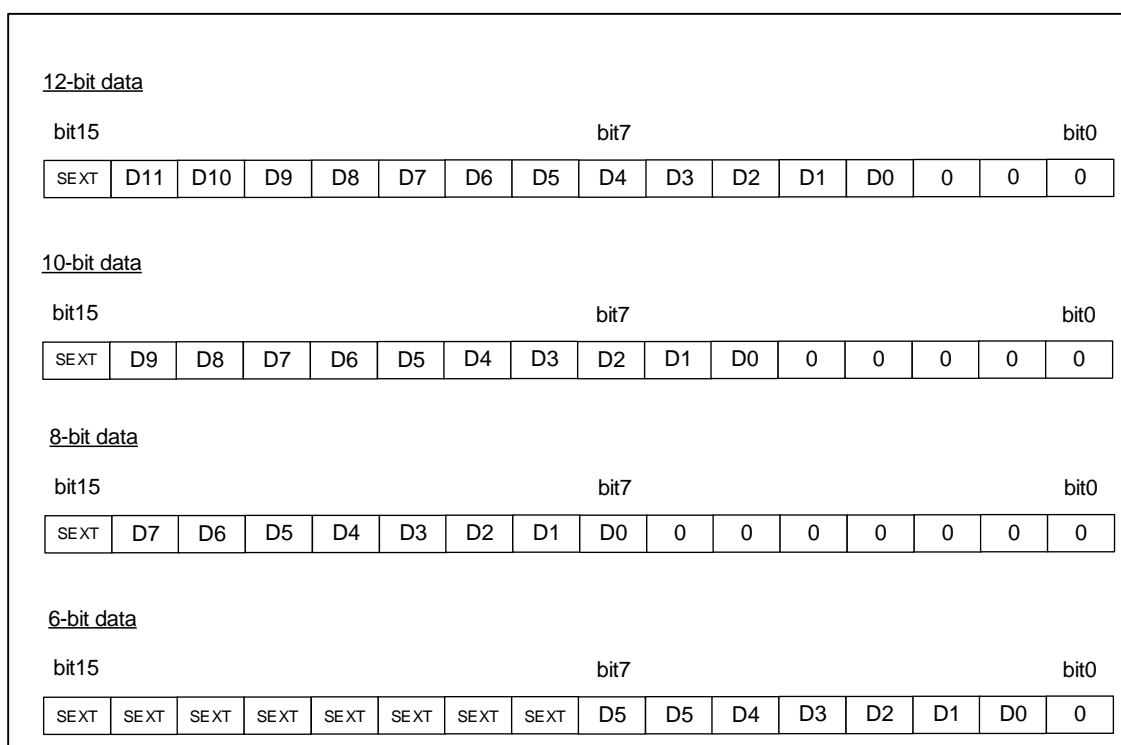 12-bit data
bit15 bit7 bit0
SEXT D11 D10 D9 D8 D7 D6 D5 D4 D3 D2 D1 D0 0 0 0
10-bit data
bit15 bit7 bit0
SEXT D9 D8 D7 D6 D5 D4 D3 D2 D1 D0 0 0 0 0 0
8-bit data
bit15 bit7 bit0
SEXT D7 D6 D5 D4 D3 D2 D1 D0 0 0 0 0 0 0 0
6-bit data
bit15 bit7 bit0
SEXT SEXT SEXT SEXT SEXT SEXT SEXT SEXT D5 D5 D4 D3 D2 D1 D0 0